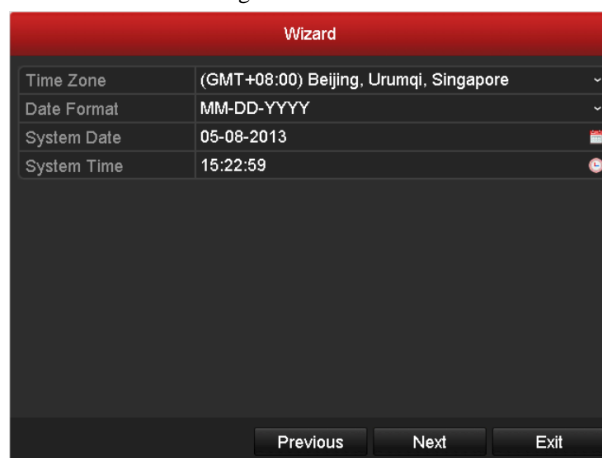 Wizard
Time Zone (GMT+08:00) Beijing, Urumqi, Singapore
Date Format MM-DD-YYYY
System Date 05-08-2013
System Time 15:22:59
Previous Next Exit